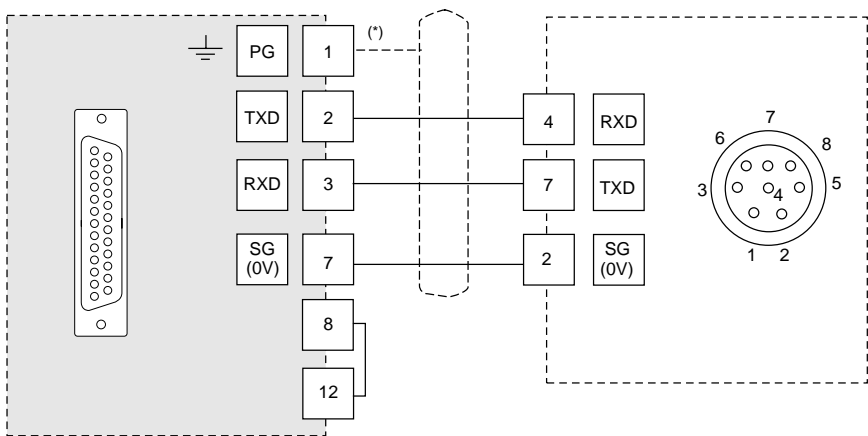 PG 1 (*)
TXD 2 4 RXD
RXD 3 7 TXD
SG
(0V) 7 2 SG
(0V)
8
12
7
6 8
3 4 5
1 2